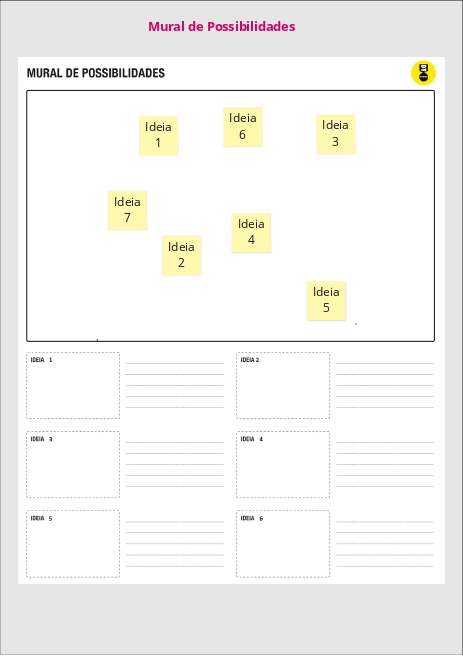 Mural de Possibilidades
MURAL DE POSSIBILIDADES
Ideia
6
Ideia
1
Ideia
3
Ideia
7
Ideia
4
Ideia
2
Ideia
5
IDEIA 1
IDEIA 2
IDEIA 3
IDEIA 4
IDEIA 5
IDEIA 6